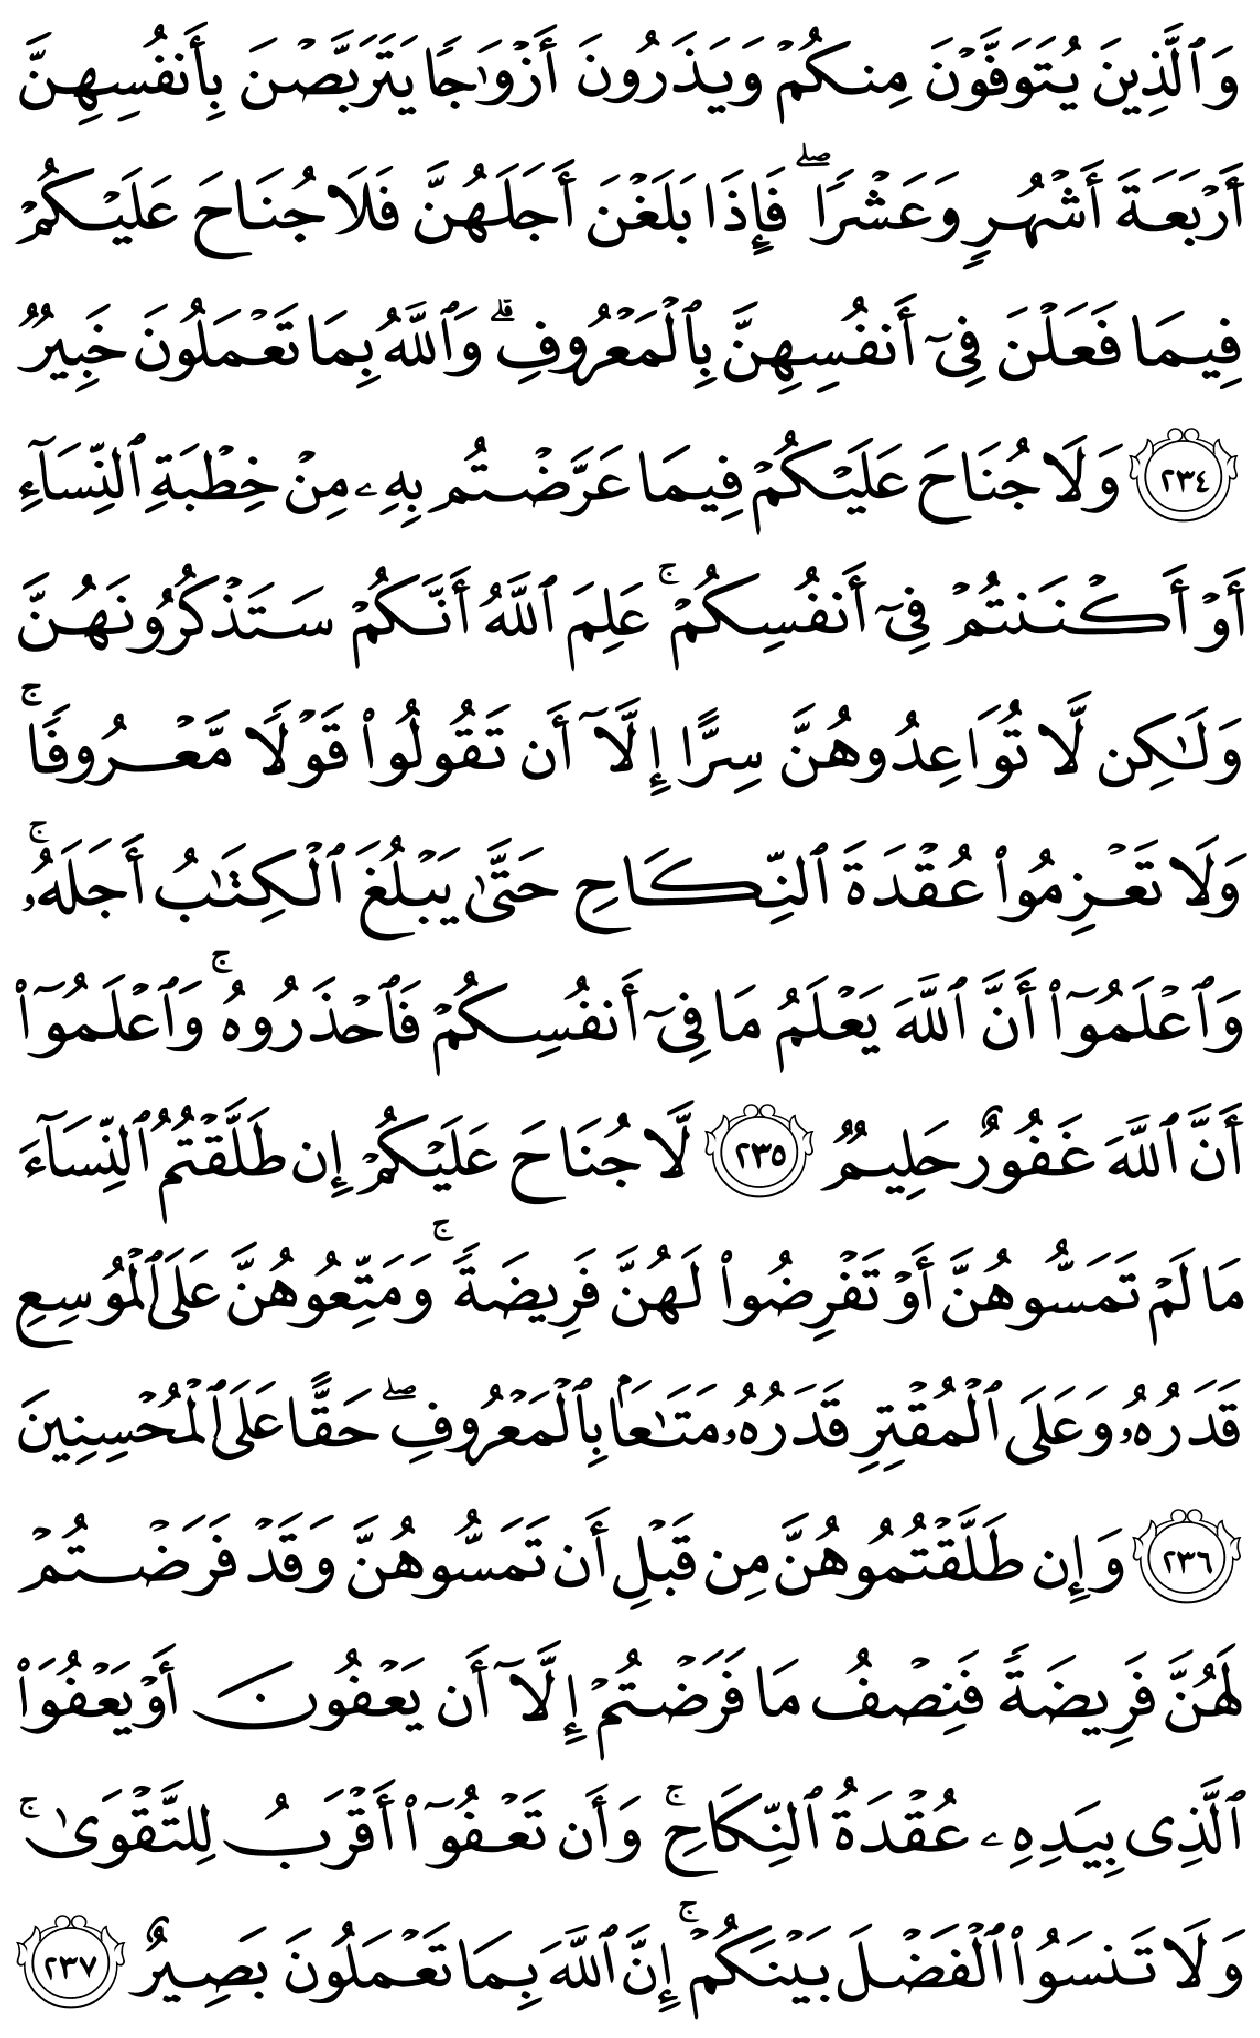 وَٱلَّذِينَ يُتَوَفَّوْنَ مِنكُمْ وَيَذَرُونَ أَزْوَٰجًا يَتَرَبَّصْنَ بِأَنفُسِهِنَّ
أَرْبَعَةَ أَشْهُرٍ وَعَشْرًا ۖ فَإِذَا بَلَغْنَ أَجَلَهُنَّ فَلَا جُنَاحَ عَلَيْكُمْ
فِيمَا فَعَلْنَ فِىٓ أَنفُسِهِنَّ بِٱلْمَعْرُوفِ ۗ وَٱللَّهُ بِمَا تَعْمَلُونَ خَبِيرٌ
٢٣٤ وَلَا جُنَاحَ عَلَيْكُمْ فِيمَا عَرَّضْتُم بِهِۦ مِنْ خِطْبَةِ ٱلنِّسَآءِ
أَوْ أَكْنَنتُمْ فِىٓ أَنفُسِكُمْ ۚ عَلِمَ ٱللَّهُ أَنَّكُمْ سَتَذْكُرُونَهُنَّ
وَلَـٰكِن لَّا تُوَاعِدُوهُنَّ سِرًّا إِلَّآ أَن تَقُولُوا۟ قَوْلًا مَّعْرُوفًا ۚ
وَلَا تَعْزِمُوا۟ عُقْدَةَ ٱلنِّكَاحِ حَتَّىٰ يَبْلُغَ ٱلْكِتَـٰبُ أَجَلَهُۥ ۚ
وَٱعْلَمُوٓا۟ أَنَّ ٱللَّهَ يَعْلَمُ مَا فِىٓ أَنفُسِكُمْ فَٱحْذَرُوهُ ۚ وَٱعْلَمُوٓا۟
أَنَّ ٱللَّهَ غَفُورٌ حَلِيمٌ ٢٣٥ لَّا جُنَاحَ عَلَيْكُمْ إِن طَلَّقْتُمُ ٱلنِّسَآءَ
مَا لَمْ تَمَسُّوهُنَّ أَوْ تَفْرِضُوا۟ لَهُنَّ فَرِيضَةً ۚ وَمَتِّعُوهُنَّ عَلَى ٱلْمُوسِعِ
قَدَرُهُۥ وَعَلَى ٱلْمُقْتِرِ قَدَرُهُۥ مَتَـٰعًۢا بِٱلْمَعْرُوفِ ۖ حَقًّا عَلَى ٱلْمُحْسِنِينَ
٢٣٦ وَإِن طَلَّقْتُمُوهُنَّ مِن قَبْلِ أَن تَمَسُّوهُنَّ وَقَدْ فَرَضْتُمْ
لَهُنَّ فَرِيضَةً فَنِصْفُ مَا فَرَضْتُمْ إِلَّآ أَن يَعْفُونَ أَوْ يَعْفُوَا۟
ٱلَّذِى بِيَدِهِۦ عُقْدَةُ ٱلنِّكَاحِ ۚ وَأَن تَعْفُوٓا۟ أَقْرَبُ لِلتَّقْوَىٰ ۚ
وَلَا تَنسَوُا۟ ٱلْفَضْلَ بَيْنَكُمْ ۚ إِنَّ ٱللَّهَ بِمَا تَعْمَلُونَ بَصِيرٌ ٢٣٧